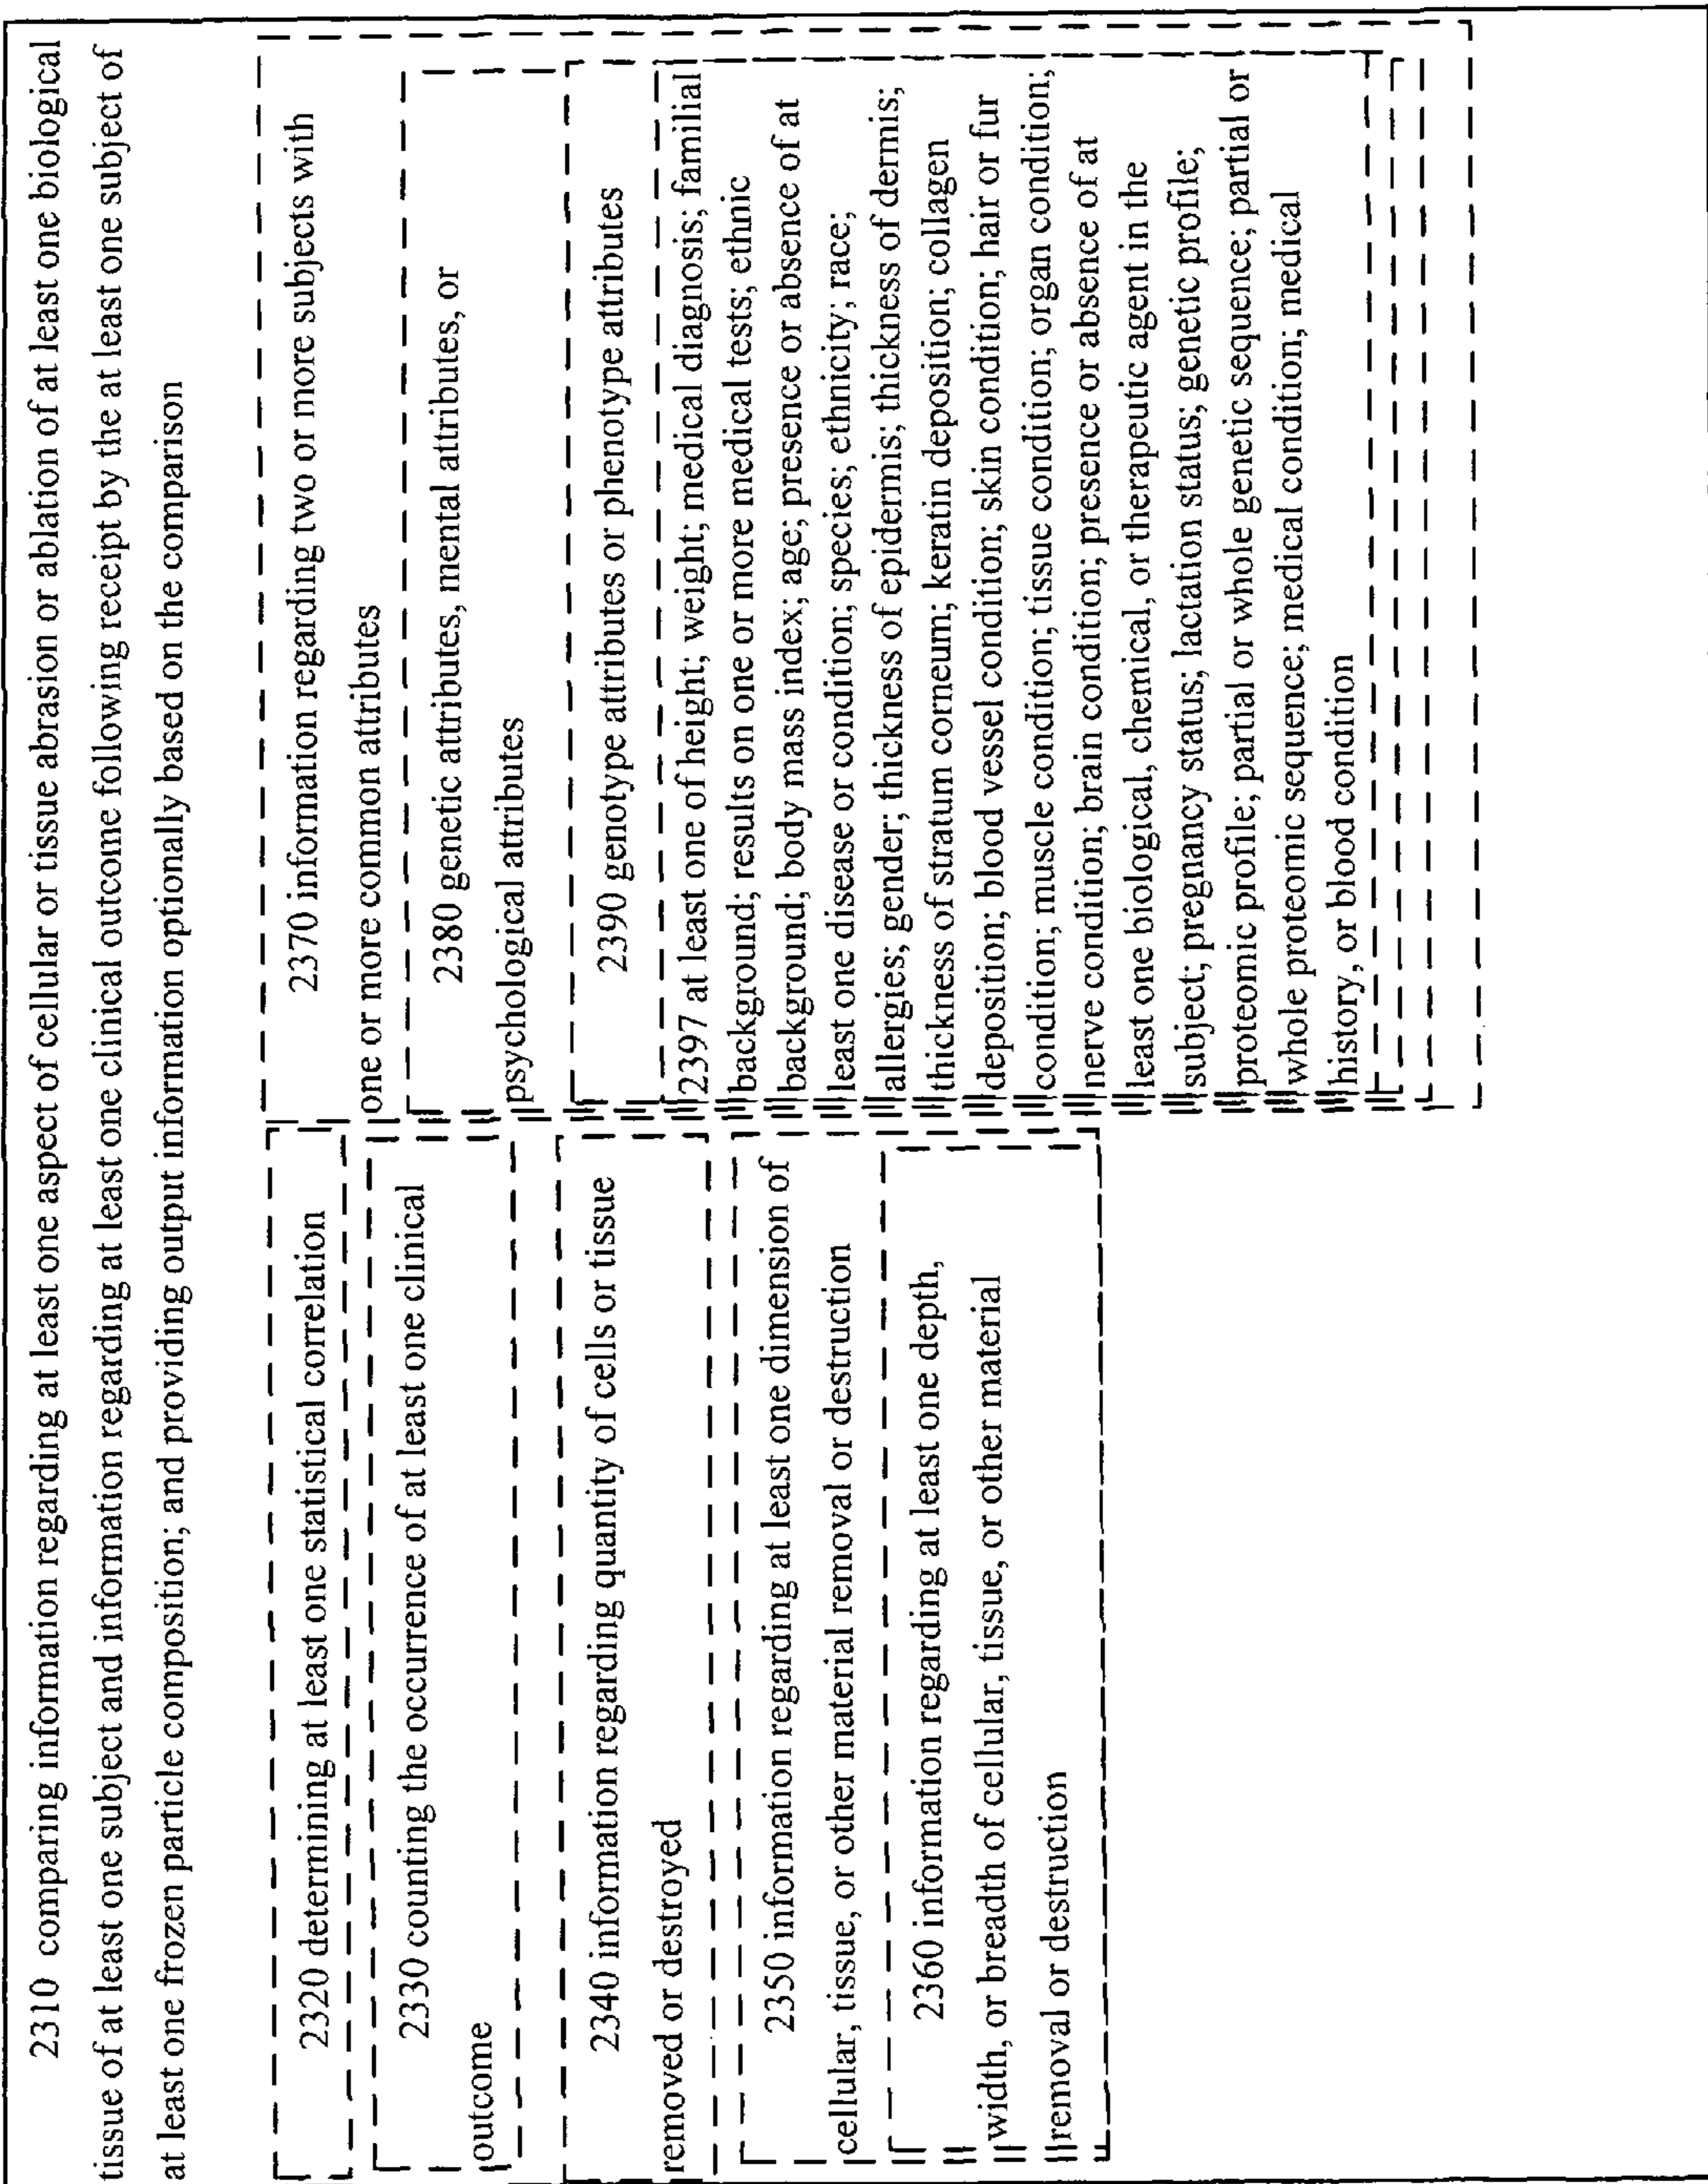 2310 comparing information regarding at least one aspect of cellular or tissue abrasion or ablation of at least one biological
tissue of at least one subject and information regarding at least one clinical outcome following receipt by the at least one subject of
at least one frozen particle composition; and providing output information optionally based on the comparison
2320 determining at least one statistical correlation
2330 counting the occurrence of at least one clinical
outcome
2340 information regarding quantity of cells or tissue
removed or destroyed
2350 information regarding at least one dimension of
cellular, tissue, or other material removal or destruction
2360 information regarding at least one depth,
width, or breadth of cellular, tissue, or other material
removal or destruction
2370 information regarding two or more subjects with
one or more common attributes
2380 genetic attributes, mental attributes, or
psychological attributes
2390 genotype attributes or phenotype attributes
2397 at least one of height; weight; medical diagnosis; familial
background; results on one or more medical tests; ethnic
background; body mass index; age; presence or absence of at
least one disease or condition; species; ethnicity; race;
allergies; gender; thickness of epidermis; thickness of dermis;
thickness of stratum corneum; keratin deposition; collagen
deposition; blood vessel condition; skin condition; hair or fur
condition; muscle condition; tissue condition; organ condition;
nerve condition; brain condition; presence or absence of at
least one biological, chemical, or therapeutic agent in the
subject; pregnancy status; lactation status; genetic profile;
proteomic profile; partial or whole genetic sequence; partial or
whole proteomic sequence; medical condition; medical
history, or blood condition